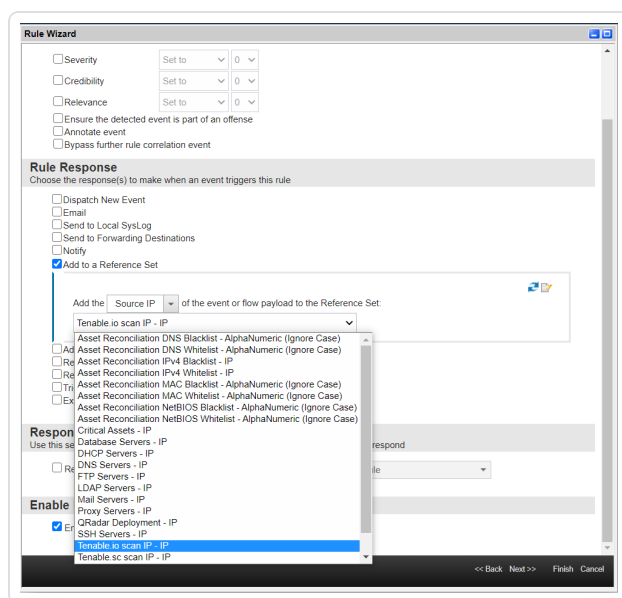 Rule Wizard
Severity Set to 0
Credibility Set to 0
Relevance Set to 0
Ensure the detected event is part of an offense
Annotate event
Bypass further rule correlation event
Rule Response
Choose the response(s) to make when an event triggers this rule
Dispatch New Event
Email
Send to Local SysLog
Send to Forwarding Destinations
Notify
Add to a Reference Set
Add the Source IP of the event or flow payload to the Reference Set:
Tenable.io scan IP - IP
Asset Reconciliation DNS Blacklist - AlphaNumeric (Ignore Case)
Asset Reconciliation DNS Whitelist - AlphaNumeric (Ignore Case)
Asset Reconciliation IPv4 Blacklist - IP
Asset Reconciliation IPv4 Whitelist - IP
Asset Reconciliation MAC Blacklist - AlphaNumeric (Ignore Case)
Asset Reconciliation MAC Whitelist - AlphaNumeric (Ignore Case)
Asset Reconciliation NetBIOS Blacklist - AlphaNumeric (Ignore Case)
Asset Reconciliation NetBIOS Whitelist - AlphaNumeric (Ignore Case)
Critical Assets - IP
Database Servers - IP
DHCP Servers - IP
DNS Servers - IP
FTP Servers - IP
LDAP Servers - IP
Mail Servers - IP
Proxy Servers - IP
QRadar Deployment - IP
SSH Servers - IP
Tenable.io scan IP - IP
Tenable.sc scan IP - IP
Ad
Re
Re
Tri
Ex
Respon
Use this se respond
Re le
Enable
En
<< Back Next >> Finish Cancel